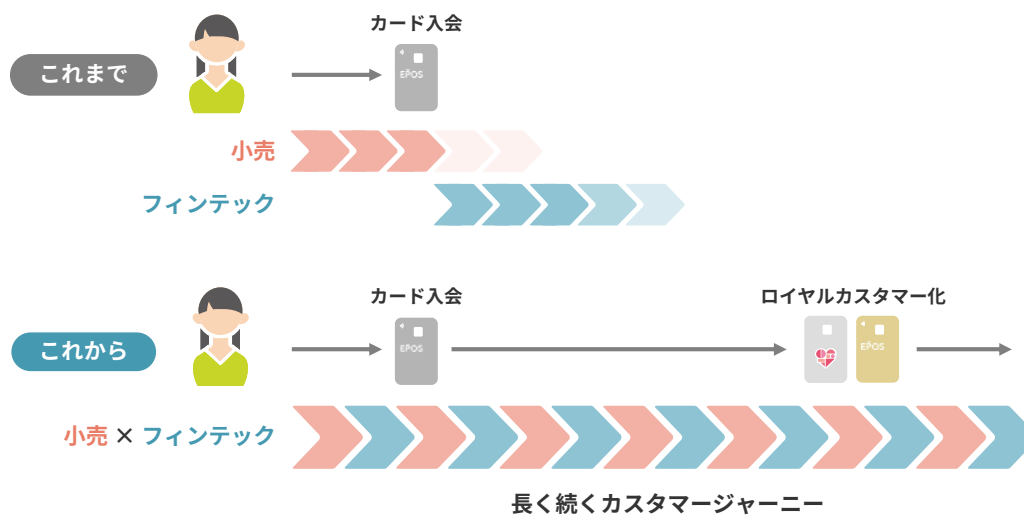 カード入会
これまで
EPOS
小売
フィンテック
カード入会
ロイヤルカスタマー化
これから
EPOS
EPOS
小売 × フィンテック
長く続くカスタマージャーニー